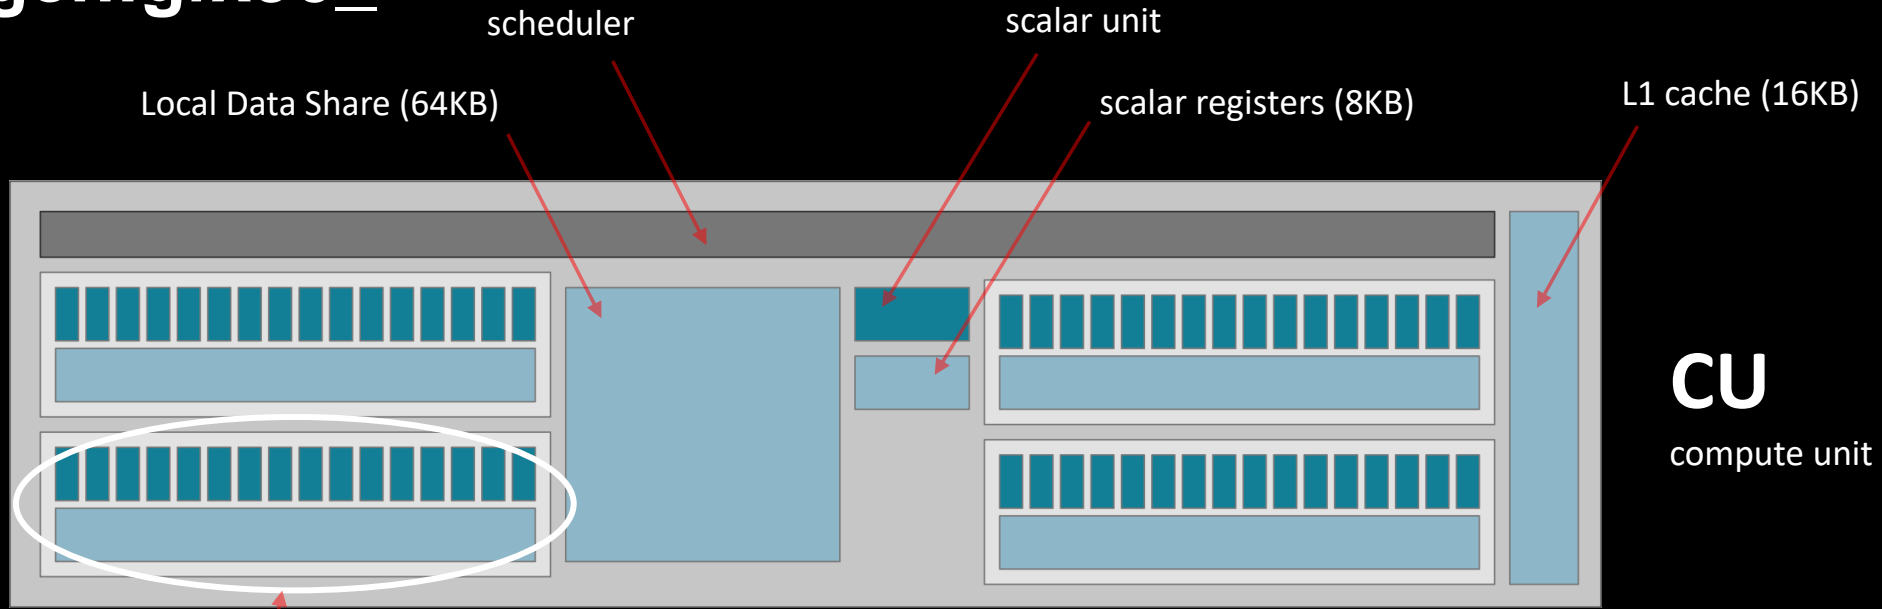 scheduler
scalar unit
Local Data Share (64KB)
scalar registers (8KB)
L1 cache (16KB)
CU
compute unit